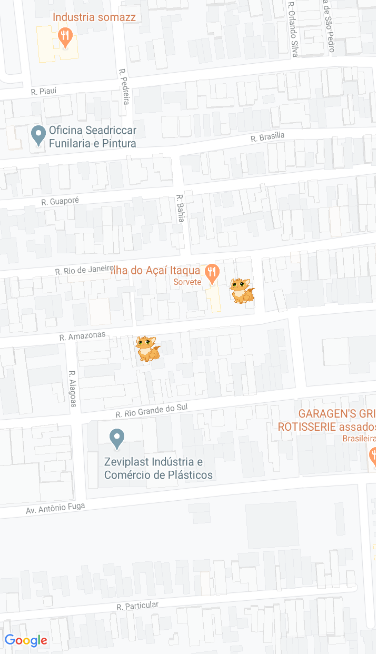 Industria somazz
R. Orlando Silva
a de São Pedro
R. Piauí
R. Pedreira
Oficina Seadriccar
Funilaria e Pintura
R. Brasília
R. Guaporé
R. Bahia
R. Rio de Janeiro
Ilha do Açaí Itaqua
Sorvete
R. Amazonas
R. Alagoas
R. Rio Grande do Sul
GARAGEN'S GRI
ROTISSERIE assados
Brasileira
Zeviplast Indústria e
Comércio de Plásticos
Av. Antônio Fuga
R. Particular
Google